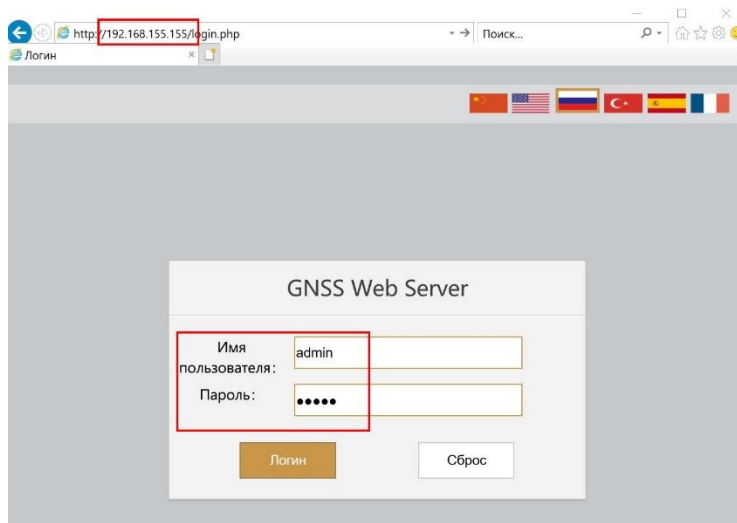 http://192.168.155.155/login.php
Поиск...
Логин
GNSS Web Server
Имя
пользователя:
admin
Пароль:
•••••
Логин
Сброс